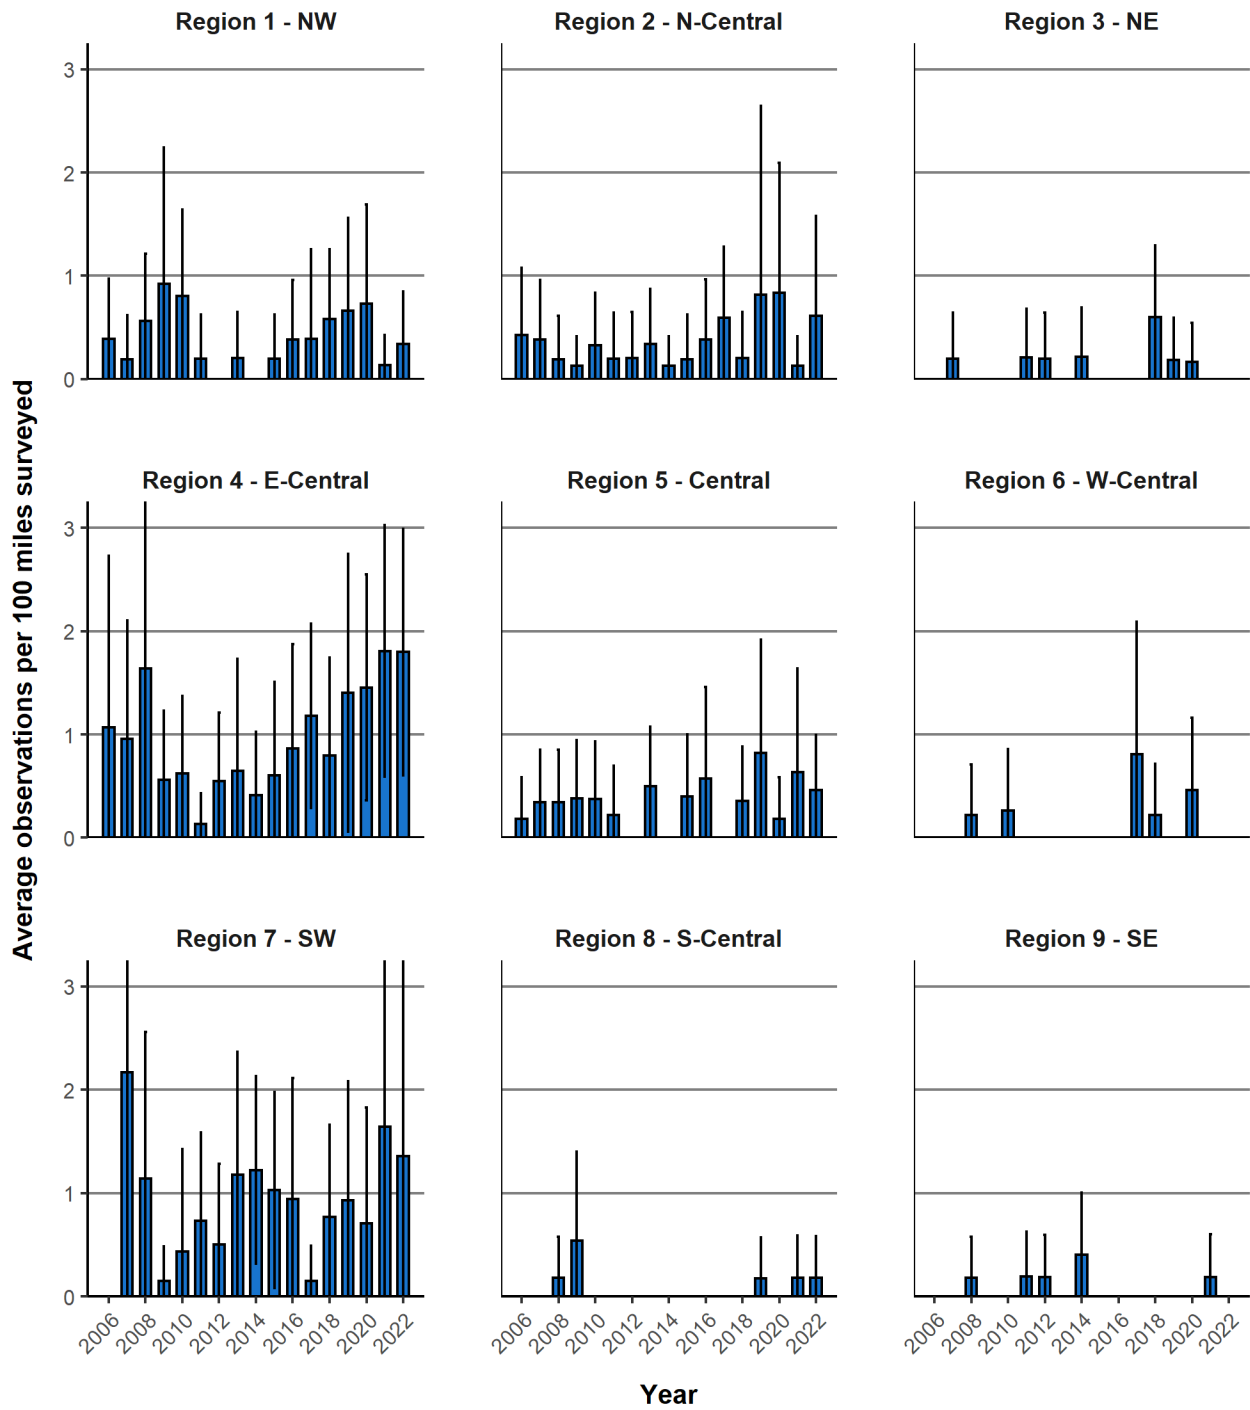 Region 1 - NW
Region 2 - N-Central
Region 3 - NE
3
2
1
0
Region 4 - E-Central
Region 5 - Central
Region 6 - W-Central
3
2
1
0
Average observations per 100 miles surveyed
Region 7 - SW
Region 8 - S-Central
Region 9 - SE
3
2
1
0
2006 2008 2010 2012 2014 2016 2018 2020 2022
2006 2008 2010 2012 2014 2016 2018 2020 2022
2006 2008 2010 2012 2014 2016 2018 2020 2022
Year